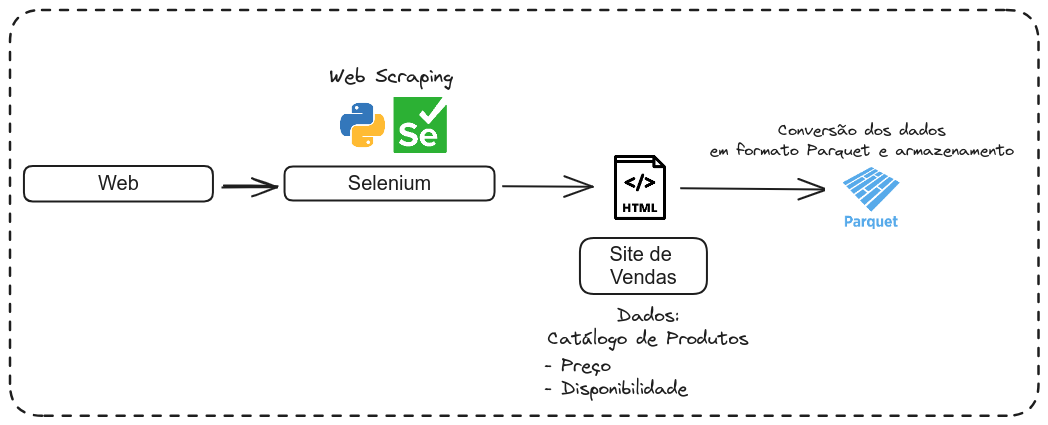 Web Scraping
Se
Web
Selenium
</>
HTML
Site de
Vendas
Dados:
Catálogo de Produtos
- Preço
- Disponibilidade
Conversão dos dados
em formato Parquet e armazenamento
Parquet